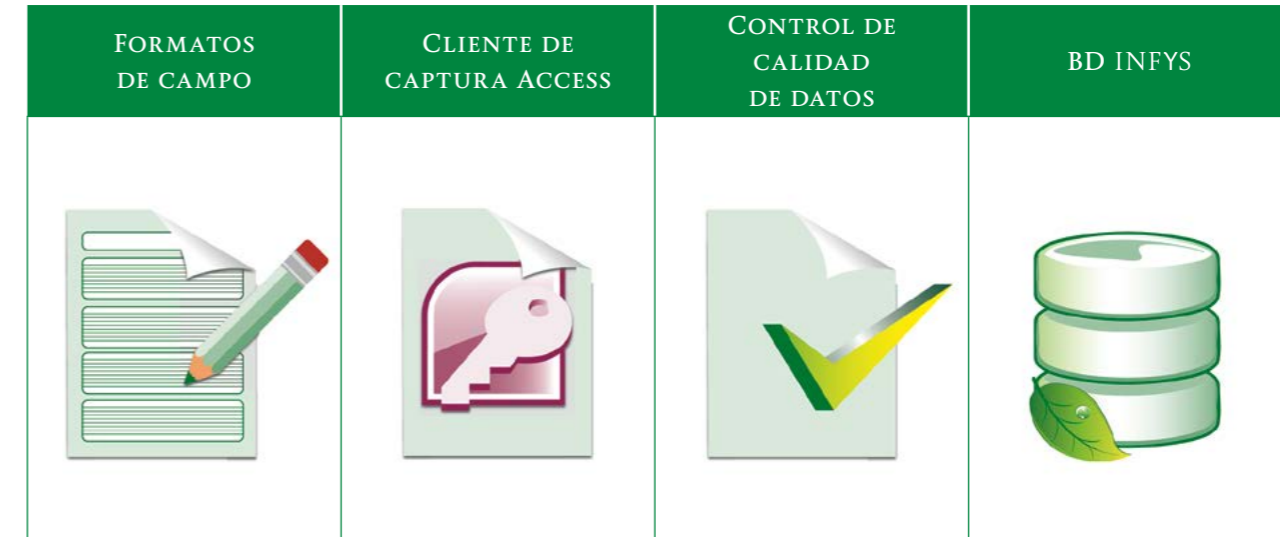 Formatos
de campo
Cliente de
captura Access
Control de
calidad
de datos
BD INFYS